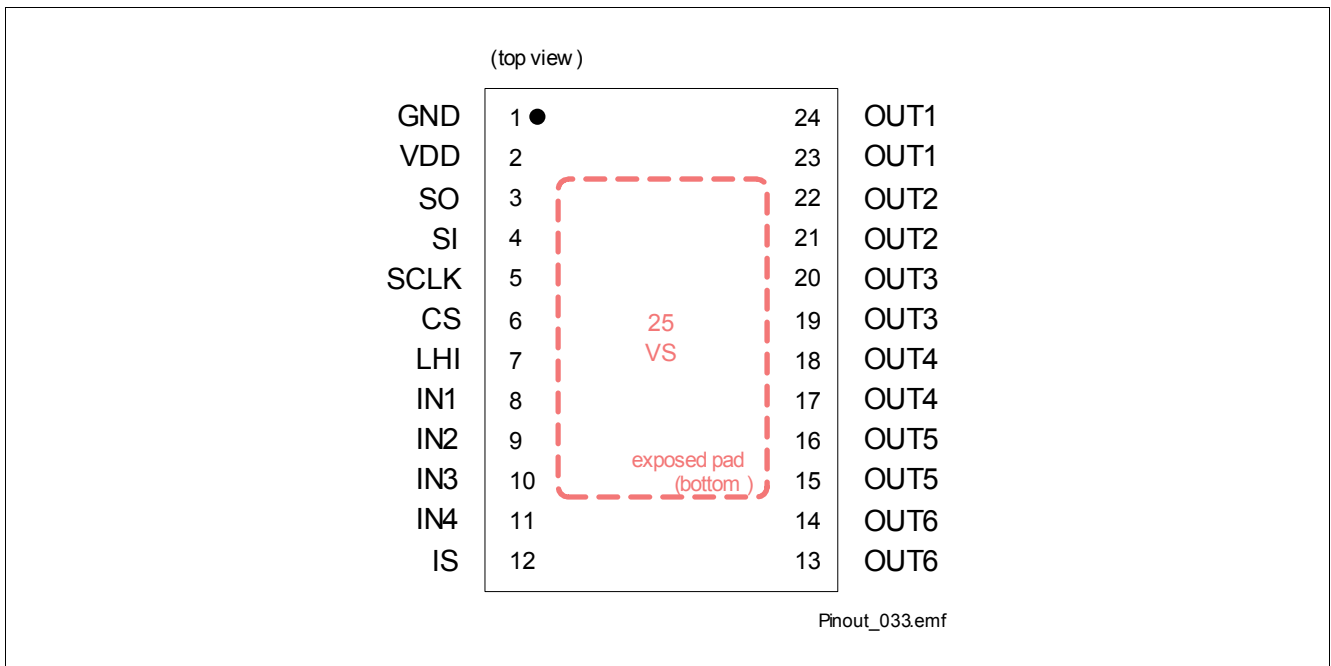 (top view )
GND 1 24 OUT1
VDD 2 23 OUT1
SO 3 22 OUT2
SI 4 21 OUT2
SCLK 5 20 OUT3
CS 6 25 19 OUT3
LHI 7 VS 18 OUT4
IN1 8 17 OUT4
IN2 9 16 OUT5
exposed pad
IN3 10 (bottom ) 15 OUT5
IN4 11 14 OUT6
IS 12 13 OUT6
Pinout_033.emf